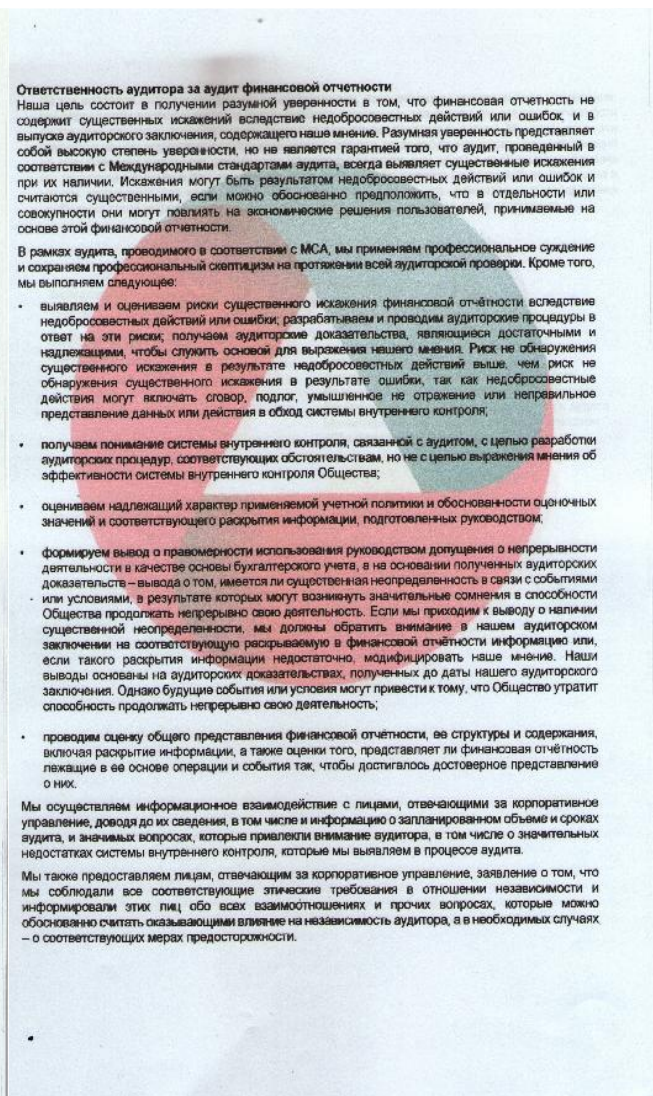 Ответственность аудитора за аудит финансовой отчетности
Наша цель состоит в получении разумной уверенности в том, что финансовая отчетность не
содержит существенных искажений вследствие недобросовестных действий или ошибок, и в
выпуске аудиторского заключения, содержащего наше мнение. Разумная уверенность представляет
собой высокую степень уверенности, но не является гарантией того, что аудит, проведенный в
соответствии с Международными стандартами аудита, всегда выявляет существенные искажения
при их наличии. Искажения могут быть результатом недобросовестных действий или ошибок и
считаются существенными, если можно обоснованно предположить, что в отдельности или
совокупности они могут повлиять на экономические решения пользователей, принимаемые на
основе этой финансовой отчетности.
В рамках аудита, проводимого в соответствии с МСА, мы применяем профессиональное суждение
и сохраняем профессиональный скептицизм на протяжении всей аудиторской проверки. Кроме того,
мы выполняем следующее:
• выявляем и оцениваем риски существенного искажения финансовой отчётности вследствие
недобросовестных действий или ошибки; разрабатываем и проводим аудиторские процедуры в
ответ на эти риски; получаем аудиторские доказательства, являющиеся достаточными и
надлежащими, чтобы служить основой для выражения нашего мнения. Риск не обнаружения
существенного искажения в результате недобросовестных действий выше, чем риск не
обнаружения существенного искажения в результате ошибки, так как недобросовестные
действия могут включать сговор, подлог, умышленное не отражение или неправильное
представление данных или действия в обход системы внутреннего контроля;
• получаем понимание системы внутреннего контроля, связанной с аудитом, с целью разработки
аудиторских процедур, соответствующих обстоятельствам, но не с целью выражения мнения об
эффективности системы внутреннего контроля Общества;
• оцениваем надлежащий характер применяемой учетной политики и обоснованности оценочных
значений и соответствующего раскрытия информации, подготовленных руководством;
• формируем вывод о правомерности использования руководством допущения о непрерывности
деятельности в качестве основы бухгалтерского учета, а на основании полученных аудиторских
доказательств – вывода о том, имеется ли существенная неопределенность в связи с событиями
или условиями, в результате которых могут возникнуть значительные сомнения в способности
Общества продолжать непрерывно свою деятельность. Если мы приходим к выводу о наличии
существенной неопределенности, мы должны обратить внимание в нашем аудиторском
заключении на соответствующую раскрываемую в финансовой отчётности информацию или,
если такого раскрытия информации недостаточно, модифицировать наше мнение. Наши
выводы основаны на аудиторских доказательствах, полученных до даты нашего аудиторского
заключения. Однако будущие события или условия могут привести к тому, что Общество утратит
способность продолжать непрерывно свою деятельность;
• проводим оценку общего представления финансовой отчётности, ее структуры и содержания,
включая раскрытие информации, а также оценки того, представляет ли финансовая отчётность
лежащие в ее основе операции и события так, чтобы достигалось достоверное представление
о них.
Мы осуществляем информационное взаимодействие с лицами, отвечающими за корпоративное
управление, доводя до их сведения, в том числе и информацию о запланированном объеме и сроках
аудита, и значимых вопросах, которые привлекли внимание аудитора, в том числе о значительных
недостатках системы внутреннего контроля, которые мы выявляем в процессе аудита.
Мы также предоставляем лицам, отвечающим за корпоративное управление, заявление о том, что
мы соблюдали все соответствующие этические требования в отношении независимости и
информировали этих лиц обо всех взаимоотношениях и прочих вопросах, которые можно
обоснованно считать оказывающими влияние на независимость аудитора, а в необходимых случаях
– о соответствующих мерах предосторожности.